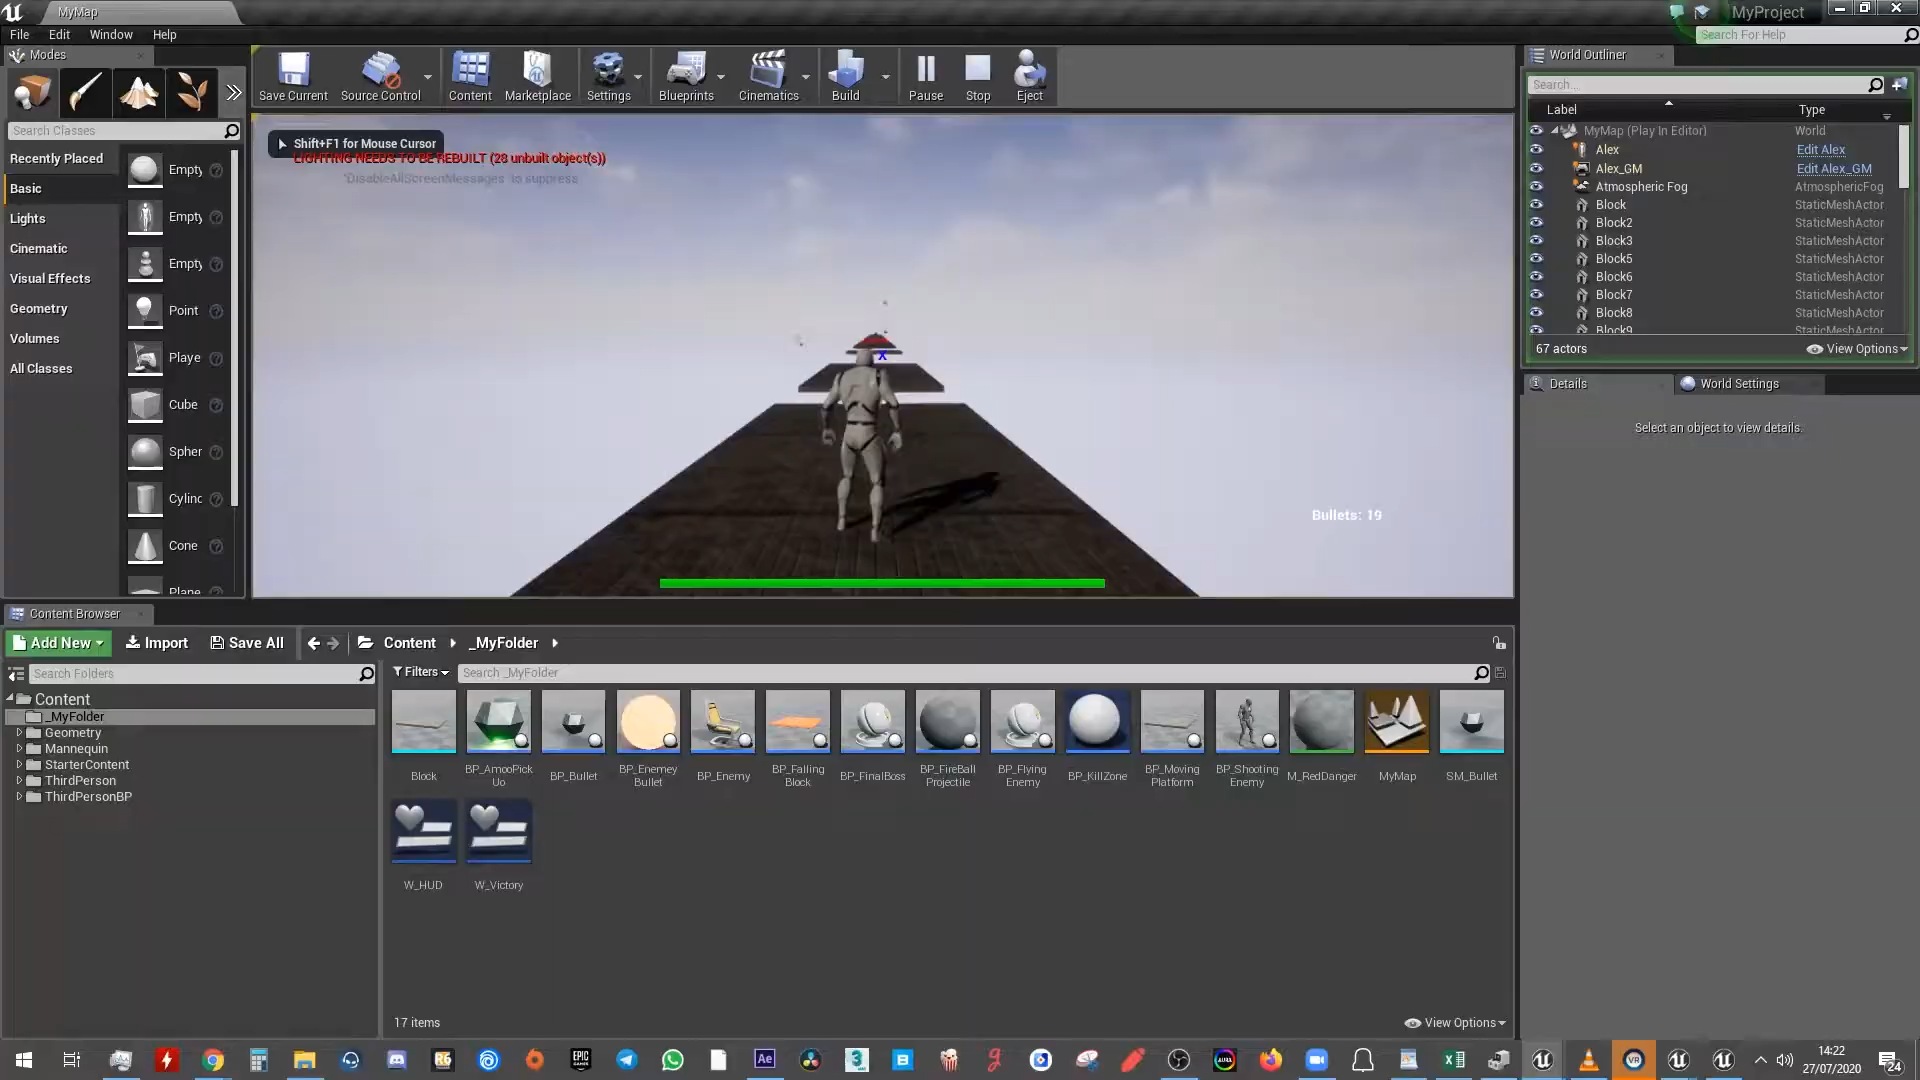 MyMap
MyProject
File Edit Window Help
Search For Help
Modes
Search Classes
Recently Placed
Basic
Lights
Cinematic
Visual Effects
Geometry
Volumes
All Classes
Empty
Empty
Empty
Point
Playe
Cube
Spher
Cylinc
Cone
Plane
Save Current
Source Control
Content
Marketplace
Settings
Blueprints
Cinematics
Build
Pause
Stop
Eject
Shift+F1 for Mouse Cursor
LIGHTING NEEDS TO BE REBUILT (28 unbuilt object(s))
'DisableAllScreenMessages' to suppress
X
Bullets: 19
World Outliner
Search...
Label Type
MyMap (Play In Editor) World
Alex Edit Alex
Alex_GM Edit Alex_GM
Atmospheric Fog AtmosphericFog
Block StaticMeshActor
Block2 StaticMeshActor
Block3 StaticMeshActor
Block5 StaticMeshActor
Block6 StaticMeshActor
Block7 StaticMeshActor
Block8 StaticMeshActor
Block9 StaticMeshActor
67 actors View Options
Details World Settings
Select an object to view details.
Content Browser
Add New Import Save All Content _MyFolder
Search Folders
Content
_MyFolder
Geometry
Mannequin
StarterContent
ThirdPerson
ThirdPersonBP
Filters Search _MyFolder
Block
BP_AmooPick
Uo
BP_Bullet
BP_Enemey
Bullet
BP_Enemy
BP_Falling
Block
BP_FinalBoss
BP_FireBall
Projectile
BP_Flying
Enemy
BP_KillZone
BP_Moving
Platform
BP_Shooting
Enemy
M_RedDanger
MyMap
SM_Bullet
W_HUD
W_Victory
17 items View Options
R6
EPIC GAMES
Ae
3
B
AURA
VR
14:22
27/07/2020
24